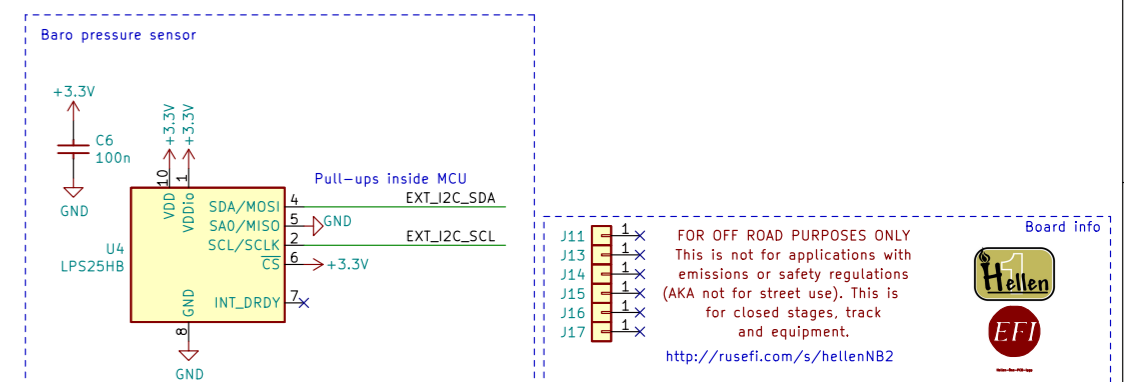 Baro pressure sensor
+3.3V
C6
100n
GND
+3.3V
+3.3V
10
1
VDD
VDDio
Pull-ups inside MCU
SDA/MOSI
4
EXT_I2C_SDA
SA0/MISO
5
GND
SCL/SCLK
2
EXT_I2C_SCL
CS
6
+3.3V
U4
LPS25HB
INT_DRDY
7
GND
8
GND
Board info
J11
1
J13
1
J14
1
J15
1
J16
1
J17
1
FOR OFF ROAD PURPOSES ONLY
This is not for applications with
emissions or safety regulations
(AKA not for street use). This is
for closed stages, track
and equipment.
http://rusefi.com/s/hellenNB2
1
Hellen
EFI